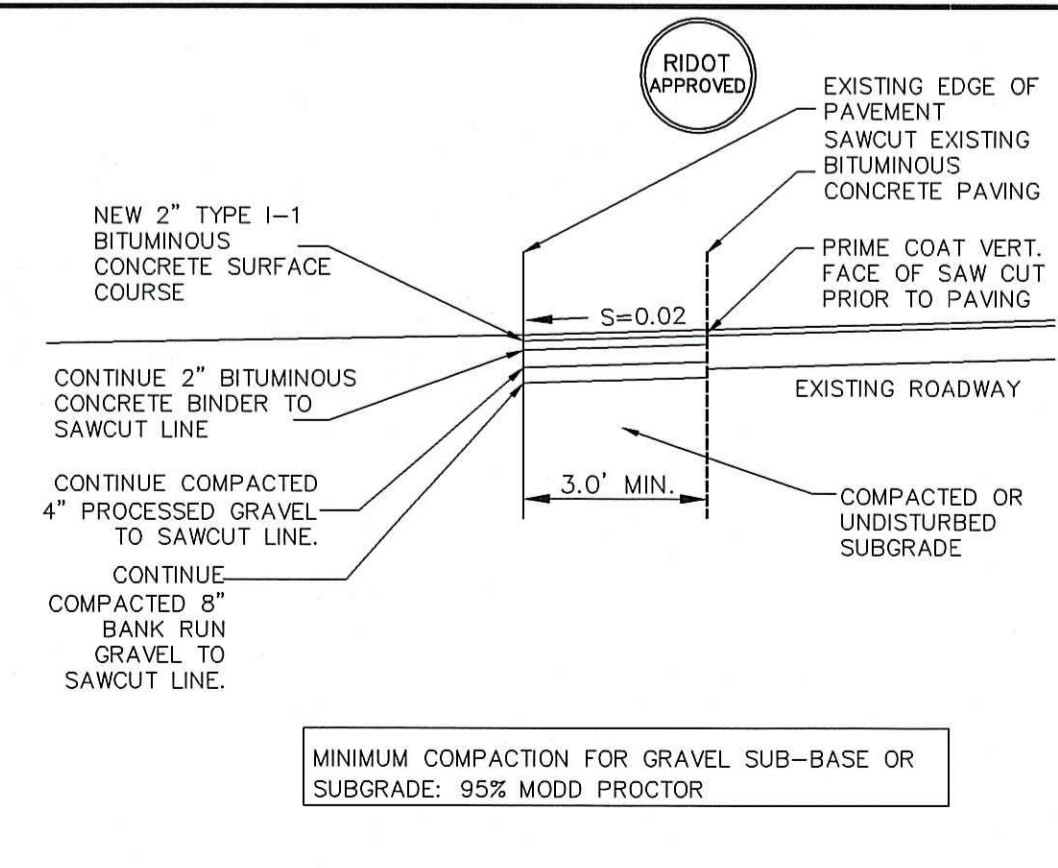 RIDOT
APPROVED
EXISTING EDGE OF
PAVEMENT
SAWCUT EXISTING
BITUMINOUS
CONCRETE PAVING
NEW 2" TYPE I-1
BITUMINOUS
CONCRETE SURFACE
COURSE
PRIME COAT VERT.
FACE OF SAW CUT
PRIOR TO PAVING
S=0.02
CONTINUE 2" BITUMINOUS
CONCRETE BINDER TO
SAWCUT LINE
EXISTING ROADWAY
CONTINUE COMPACTED
4" PROCESSED GRAVEL
TO SAWCUT LINE.
3.0' MIN.
COMPACTED OR
UNDISTURBED
SUBGRADE
CONTINUE
COMPACTED 8"
BANK RUN
GRAVEL TO
SAWCUT LINE.
MINIMUM COMPACTION FOR GRAVEL SUB-BASE OR
SUBGRADE: 95% MODD PROCTOR